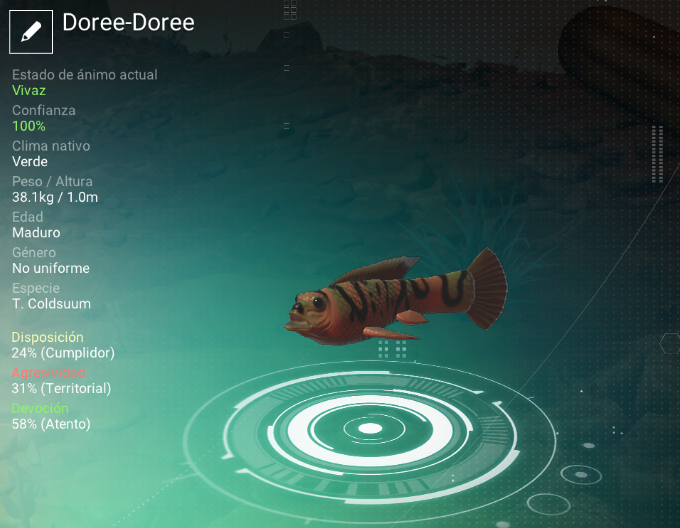 Doree-Doree
Estado de ánimo actual
Vivaz
Confianza
100%
Clima nativo
Verde
Peso / Altura
38.1kg / 1.0m
Edad
Maduro
Género
No uniforme
Especie
T. Coldsuum
Disposición
24% (Cumplidor)
Agresividad
31% (Territorial)
Devoción
58% (Atento)